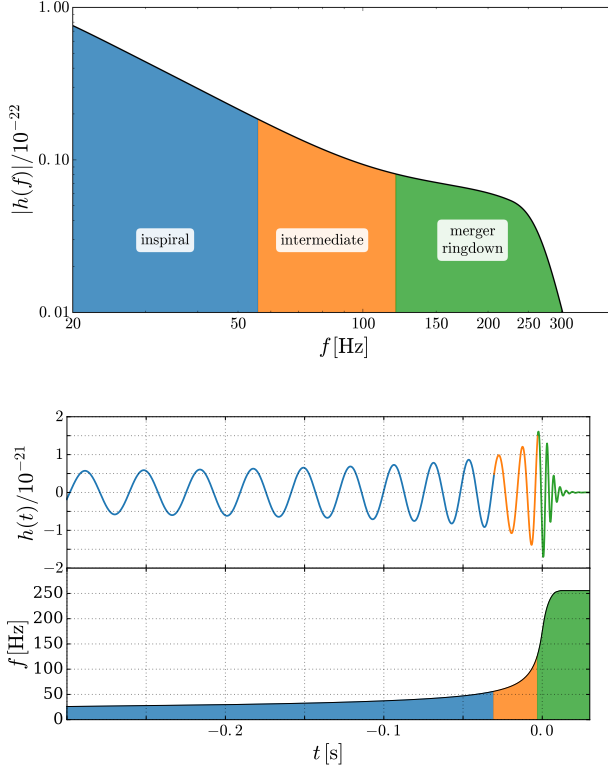 1.00
|h(f)|/10⁻²²
0.10
0.01
inspiral
intermediate
merger
ringdown
20 50 100 150 200 250 300
f [Hz]
2
1
0
−1
−2
h(t)/10⁻²¹
250
200
150
100
50
0
f [Hz]
−0.2 −0.1 0.0
t [s]